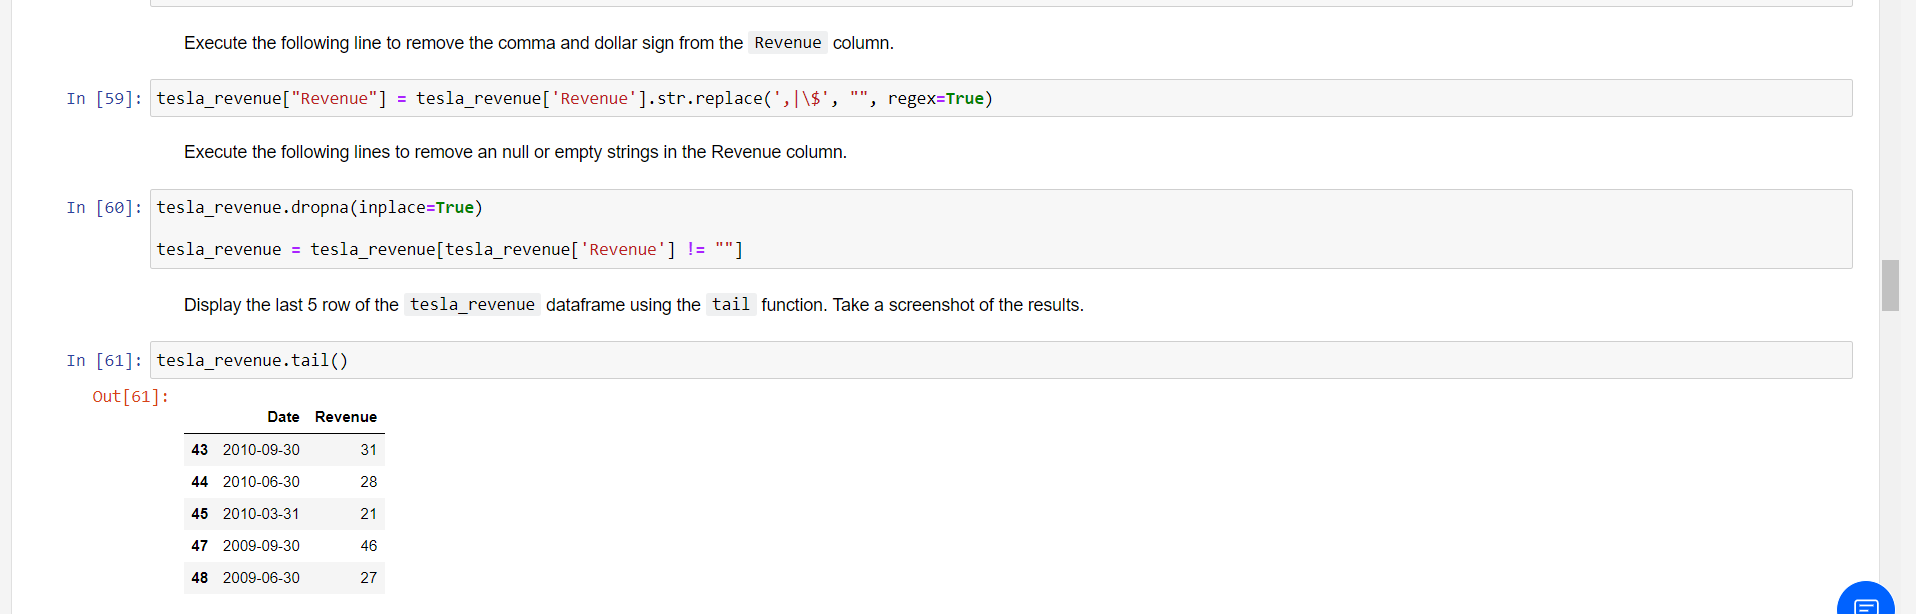 Execute the following line to remove the comma and dollar sign from the Revenue column.
In [59]: tesla_revenue["Revenue"] = tesla_revenue['Revenue'].str.replace(',|\$', "", regex=True)
Execute the following lines to remove an null or empty strings in the Revenue column.
In [60]: tesla_revenue.dropna(inplace=True)
tesla_revenue = tesla_revenue[tesla_revenue['Revenue'] != ""]
Display the last 5 row of the tesla_revenue dataframe using the tail function. Take a screenshot of the results.
In [61]: tesla_revenue.tail()
Out[61]:
Date Revenue
43 2010-09-30 31
44 2010-06-30 28
45 2010-03-31 21
47 2009-09-30 46
48 2009-06-30 27